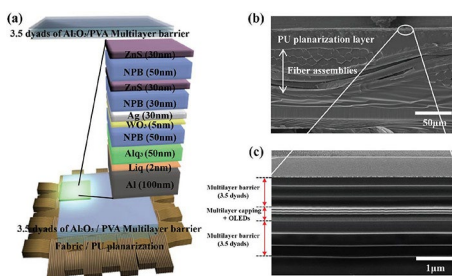 (a)
3.5 dyads of Al₂O₃/PVA Multilayer barrier
ZnS (30nm)
NPB (50nm)
ZnS (30nm)
NPB (30nm)
Ag (30nm)
WO₃ (5nm)
NPB (50nm)
Alq₃ (50nm)
Liq (2nm)
Al (100nm)
3.5 dyads of Al₂O₃ / PVA Multilayer barrier
Fabric / PU planarization
(b)
PU planarization layer
Fiber assemblies
50μm
(c)
Multilayer barrier
(3.5 dyads)
Multilayer capping
+ OLEDs
Multilayer barrier
(3.5 dyads)
1μm